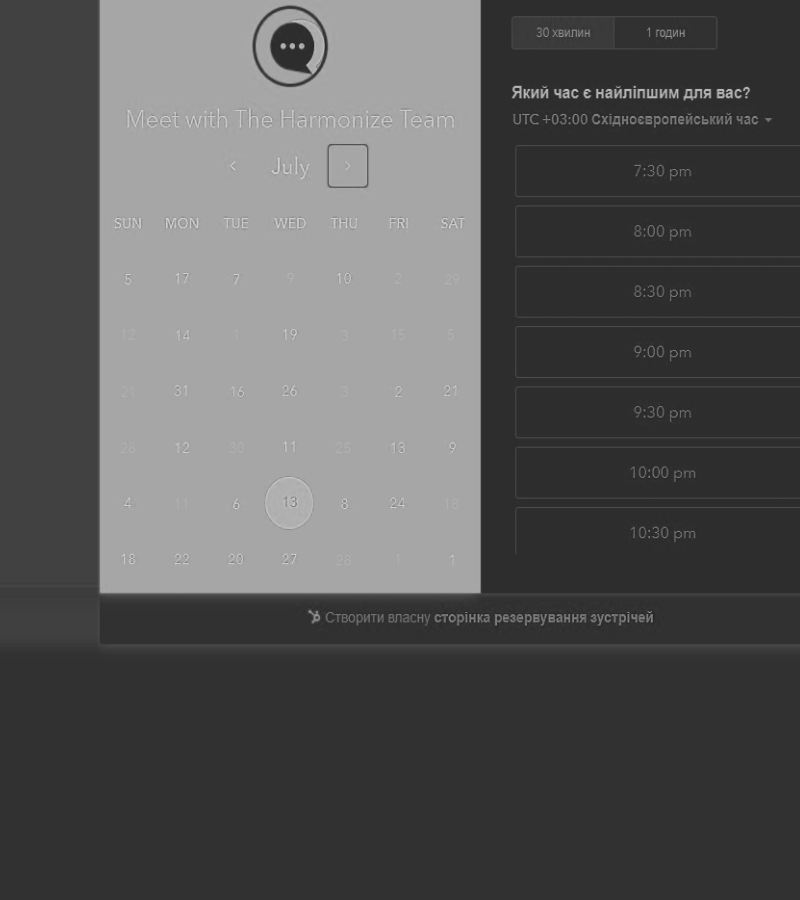 Meet with The Harmonize Team
July
SUN MON TUE WED THU FRI SAT
5 17 7 9 10 2 29
12 14 1 19 3 15 5
21 31 16 26 3 2 21
28 12 30 11 25 13 9
4 11 6 13 8 24 18
18 22 20 27 28 1 1
30 хвилин 1 годин
Який час є найліпшим для вас?
UTC +03:00 Східноєвропейський час
7:30 pm
8:00 pm
8:30 pm
9:00 pm
9:30 pm
10:00 pm
10:30 pm
Створити власну сторінка резервування зустрічей